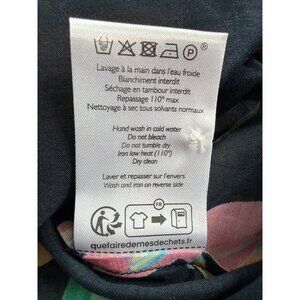 P
Lavage à la main dans l'eau froide
Blanchiment interdit
Séchage en tambour interdit
Repassage 110° max
Nettoyage à sec tous solvants normaux
Hand wash in cold water
Do not bleach
Do not tumble dry
Iron low heat (110°)
Dry clean
Laver et repasser sur l'envers
Wash and iron on reverse side
FR
quefairedemesdechets.fr